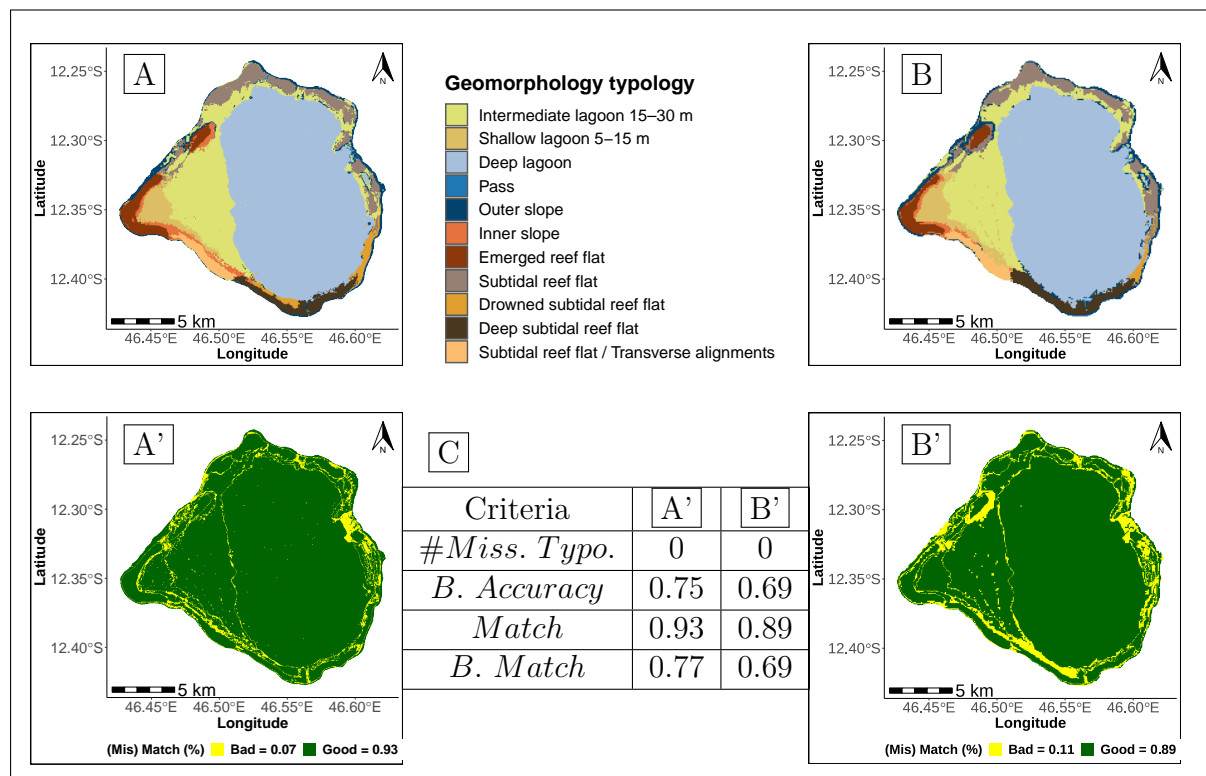 A
12.25°S
12.30°S
12.35°S
12.40°S
Latitude
N
5 km
46.45°E 46.50°E 46.55°E 46.60°E
Longitude
Geomorphology typology
Intermediate lagoon 15–30 m
Shallow lagoon 5–15 m
Deep lagoon
Pass
Outer slope
Inner slope
Emerged reef flat
Subtidal reef flat
Drowned subtidal reef flat
Deep subtidal reef flat
Subtidal reef flat / Transverse alignments
B
12.25°S
12.30°S
12.35°S
12.40°S
Latitude
N
5 km
46.45°E 46.50°E 46.55°E 46.60°E
Longitude
A'
12.25°S
12.30°S
12.35°S
12.40°S
Latitude
N
5 km
46.45°E 46.50°E 46.55°E 46.60°E
Longitude
(Mis) Match (%) Bad = 0.07 Good = 0.93
C
Criteria A' B'
#Miss. Typo. 0 0
B. Accuracy 0.75 0.69
Match 0.93 0.89
B. Match 0.77 0.69
B'
12.25°S
12.30°S
12.35°S
12.40°S
Latitude
N
5 km
46.45°E 46.50°E 46.55°E 46.60°E
Longitude
(Mis) Match (%) Bad = 0.11 Good = 0.89